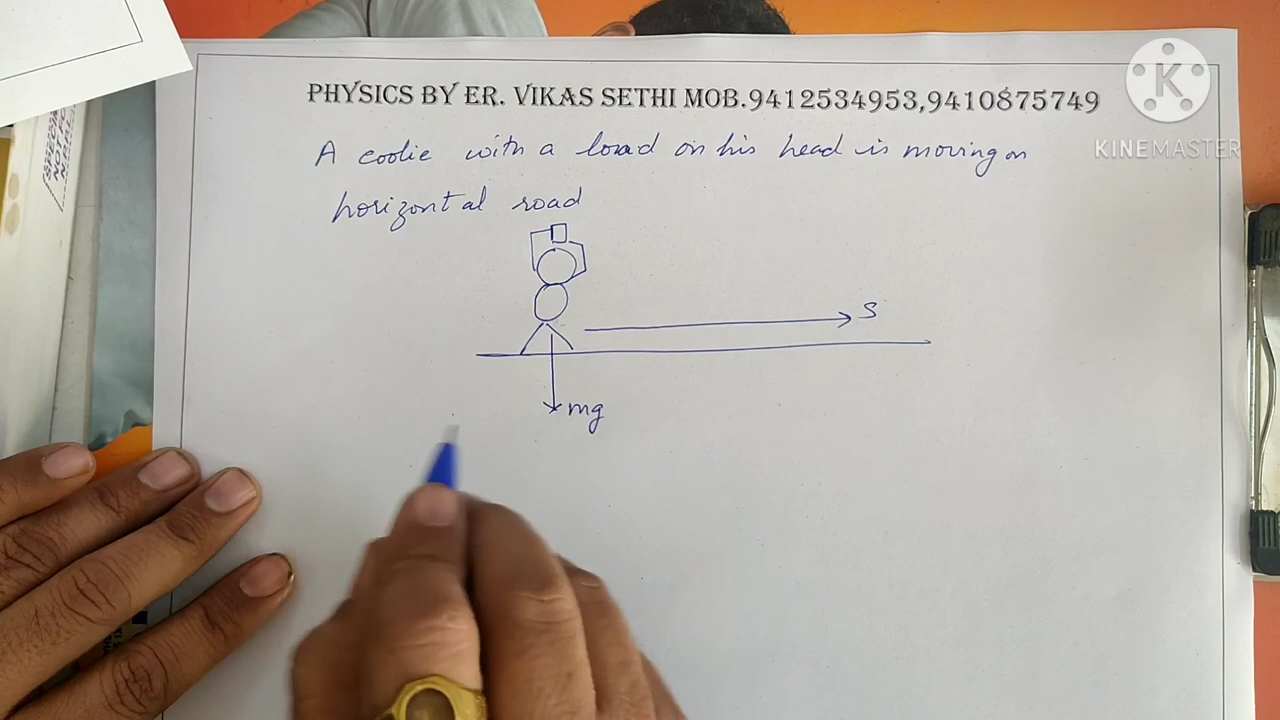 PHYSICS BY ER. VIKAS SETHI MOB.9412534953,9410875749
K
KINEMASTER
A coolie with a load on his head is moving on
horizontal road
S
mg